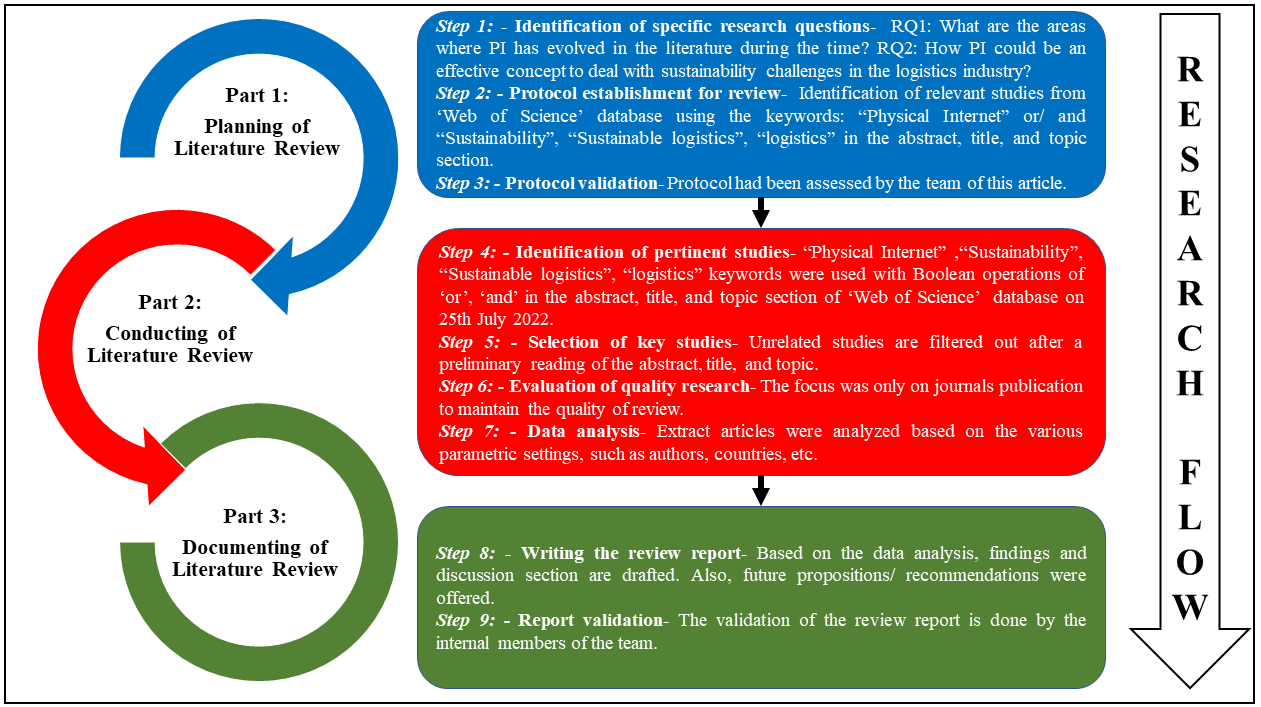 Part 1:
Planning of
Literature Review
Step 1: - Identification of specific research questions- RQ1: What are the areas
where PI has evolved in the literature during the time? RQ2: How PI could be an
effective concept to deal with sustainability challenges in the logistics industry?
Step 2: - Protocol establishment for review- Identification of relevant studies from
‘Web of Science’ database using the keywords: “Physical Internet” or/ and
“Sustainability”, “Sustainable logistics”, “logistics” in the abstract, title, and topic
section.
Step 3: - Protocol validation- Protocol had been assessed by the team of this article.
Part 2:
Conducting of
Literature Review
Step 4: - Identification of pertinent studies- “Physical Internet” ,“Sustainability”,
“Sustainable logistics”, “logistics” keywords were used with Boolean operations of
‘or’, ‘and’ in the abstract, title, and topic section of ‘Web of Science’ database on
25th July 2022.
Step 5: - Selection of key studies- Unrelated studies are filtered out after a
preliminary reading of the abstract, title, and topic.
Step 6: - Evaluation of quality research- The focus was only on journals publication
to maintain the quality of review.
Step 7: - Data analysis- Extract articles were analyzed based on the various
parametric settings, such as authors, countries, etc.
Part 3:
Documenting of
Literature Review
Step 8: - Writing the review report- Based on the data analysis, findings and
discussion section are drafted. Also, future propositions/ recommendations were
offered.
Step 9: - Report validation- The validation of the review report is done by the
internal members of the team.
RESEARCH FLOW